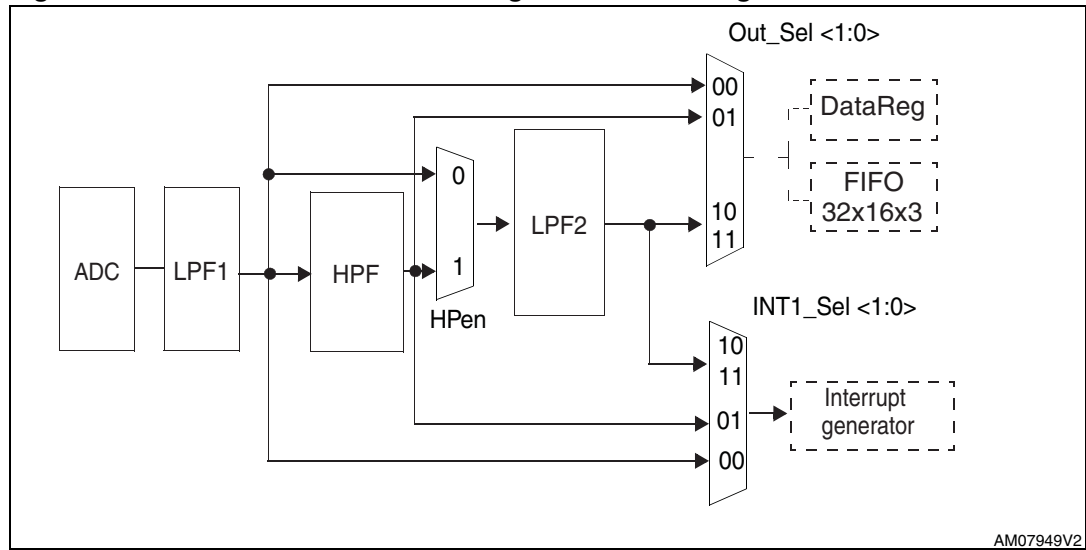 Out_Sel <1:0>
00
01
10
11
DataReg
FIFO
32x16x3
ADC
LPF1
HPF
0
1
HPen
LPF2
INT1_Sel <1:0>
10
11
01
00
Interrupt
generator
AM07949V2